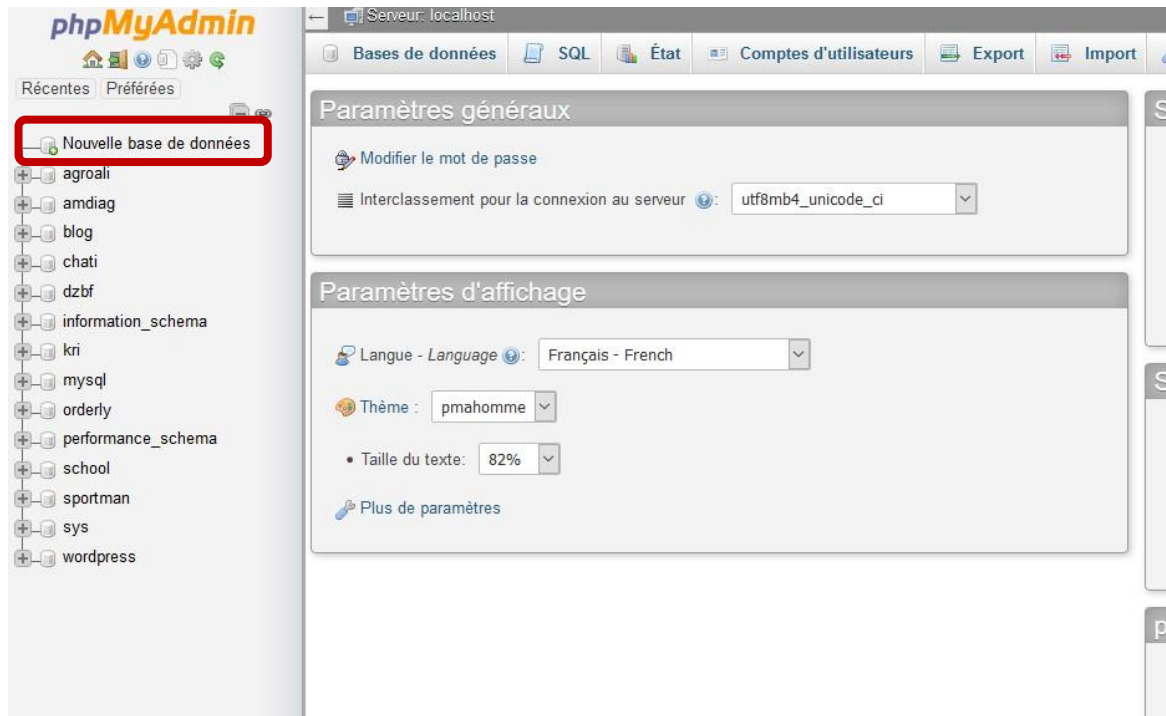 phpMyAdmin
Récentes Préférées
Nouvelle base de données
agroali
amdiag
blog
chati
dzbf
information_schema
kri
mysql
orderly
performance_schema
school
sportman
sys
wordpress
Serveur: localhost
Bases de données SQL État Comptes d'utilisateurs Export Import
Paramètres généraux
Modifier le mot de passe
Interclassement pour la connexion au serveur : utf8mb4_unicode_ci
Paramètres d'affichage
Langue - Language : Français - French
Thème : pmahomme
• Taille du texte: 82%
Plus de paramètres
S
S
p